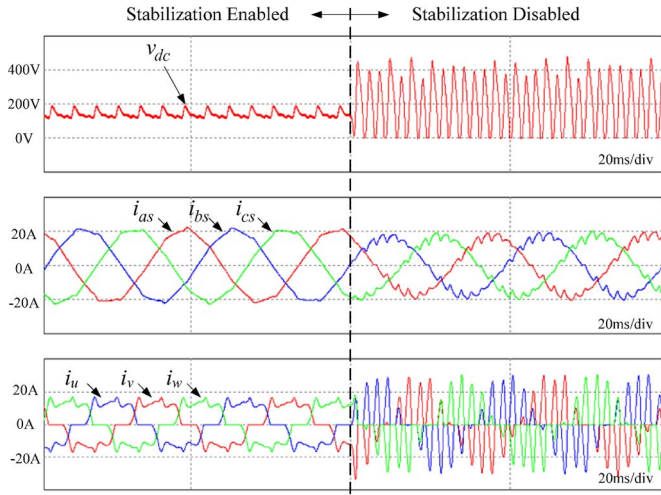 Stabilization Enabled Stabilization Disabled
v_dc
400V
200V
0V
20ms/div
i_as i_bs i_cs
20A
0A
-20A
20ms/div
i_u i_v i_w
20A
0A
-20A
20ms/div